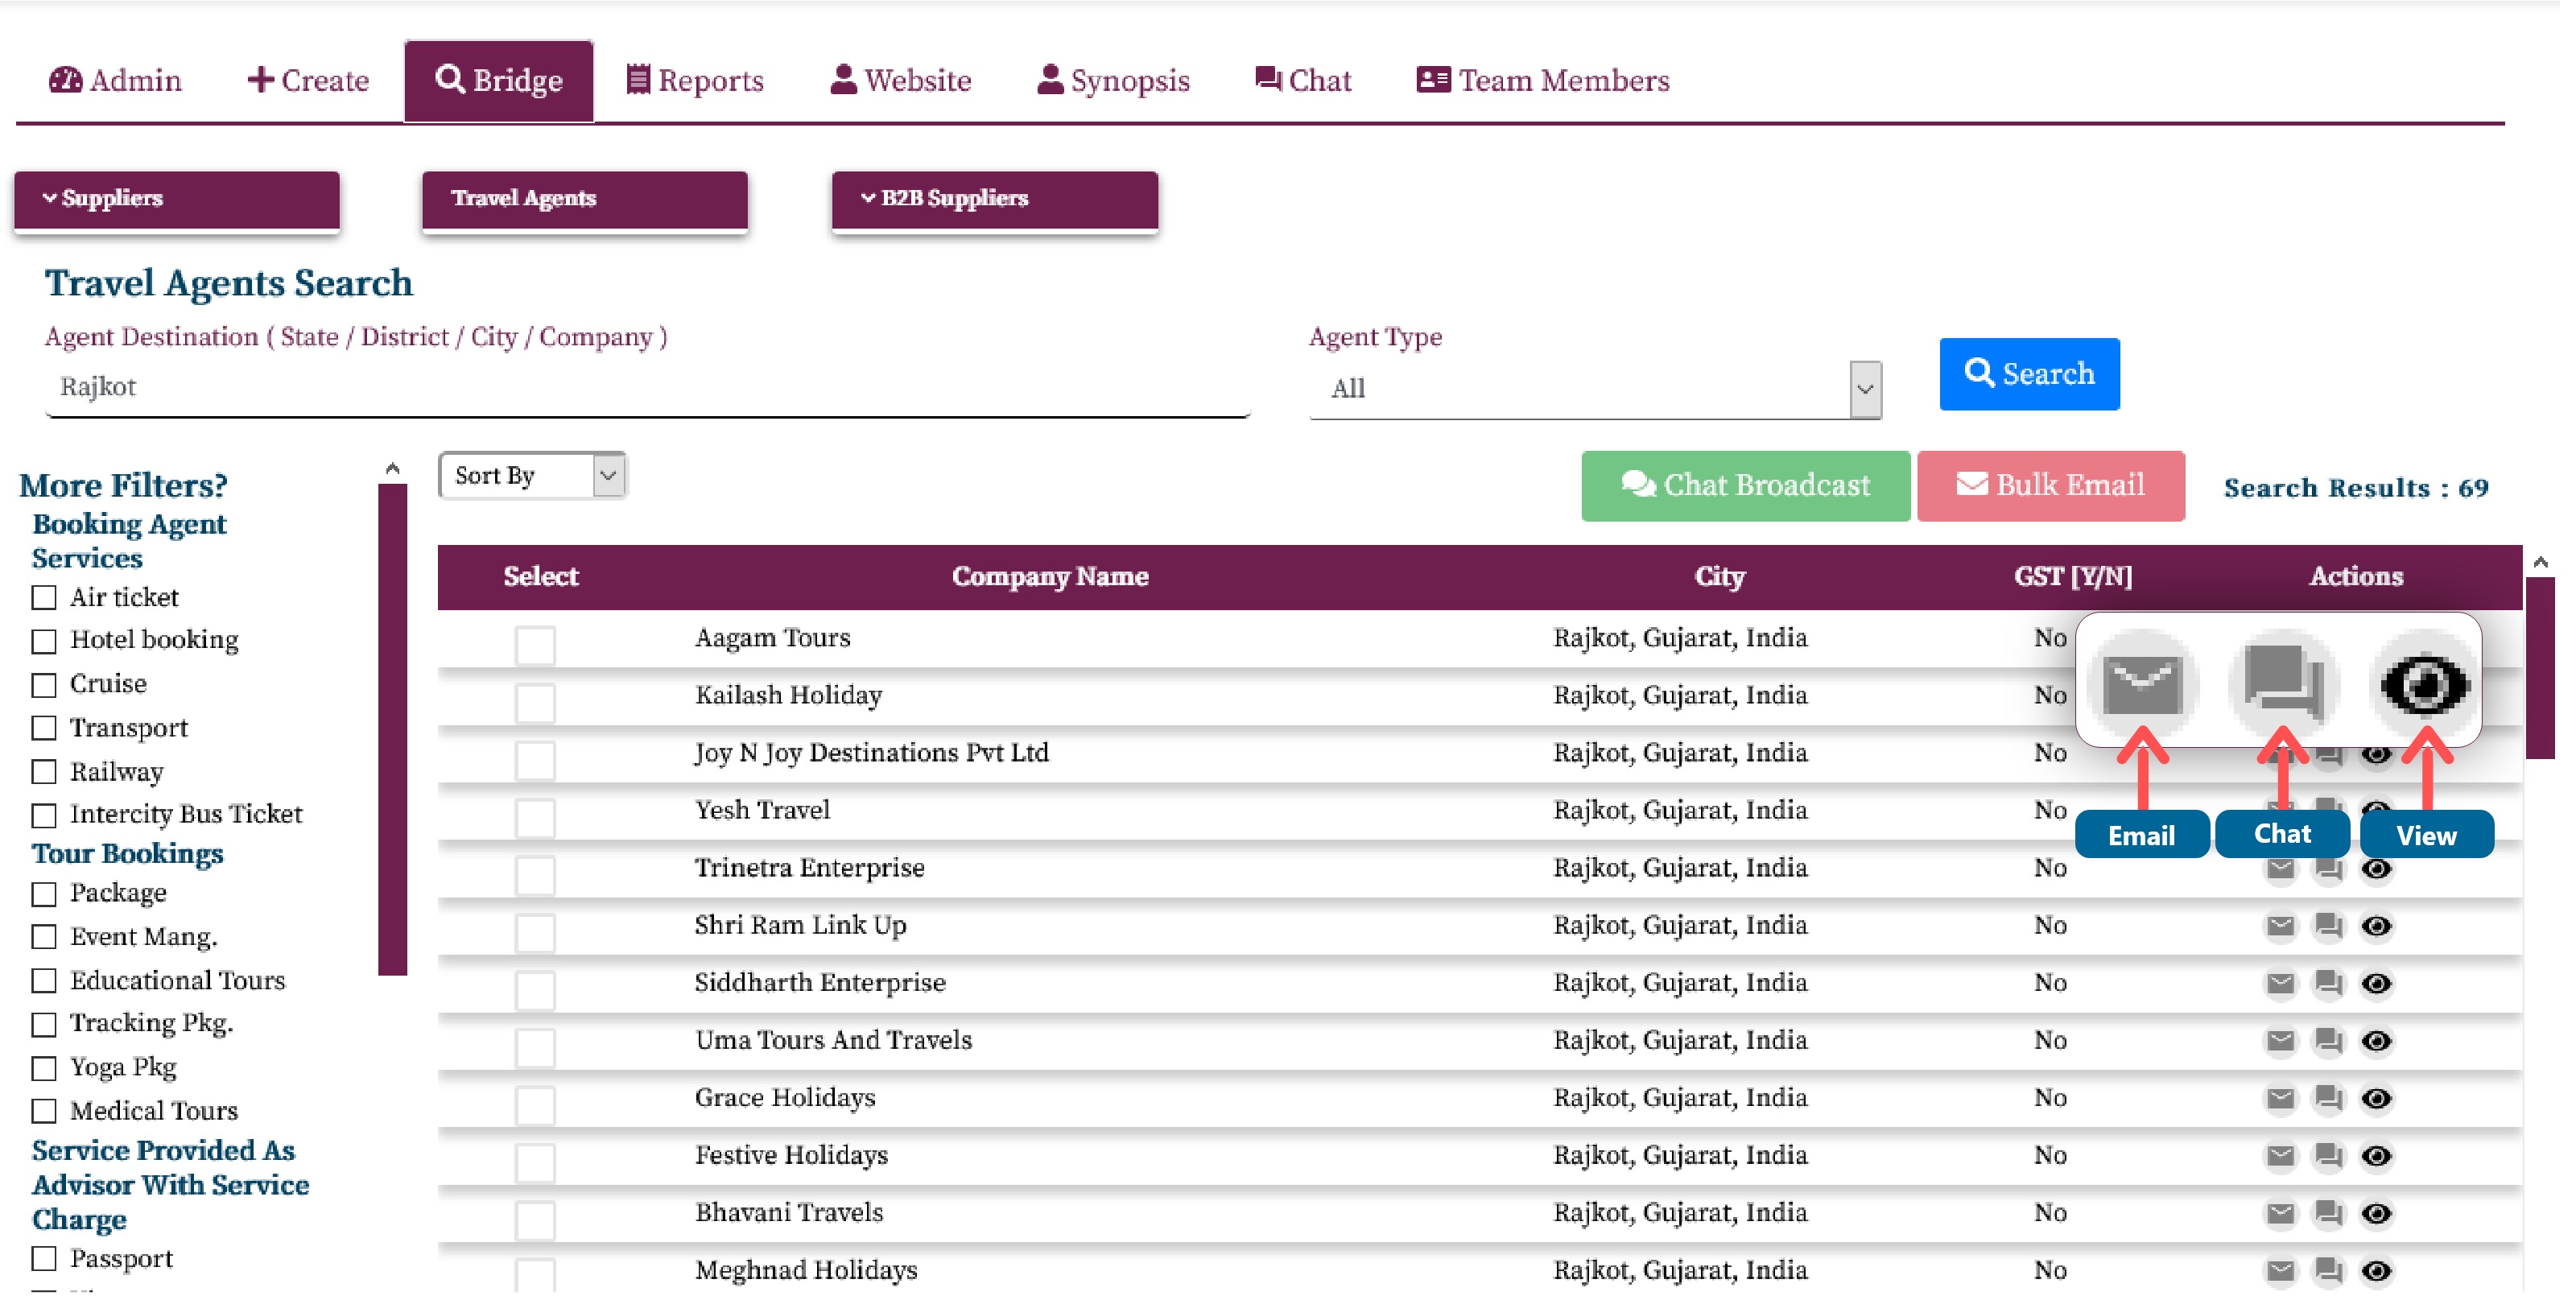 Admin Create Bridge Reports Website Synopsis Chat Team Members
Suppliers Travel Agents B2B Suppliers
Travel Agents Search
Agent Destination ( State / District / City / Company ) Agent Type
Rajkot All Search
Sort By Chat Broadcast Bulk Email Search Results : 69
More Filters?
Booking Agent
Services
Air ticket
Hotel booking
Cruise
Transport
Railway
Intercity Bus Ticket
Tour Bookings
Package
Event Mang.
Educational Tours
Tracking Pkg.
Yoga Pkg
Medical Tours
Service Provided As
Advisor With Service
Charge
Passport
Select Company Name City GST [Y/N] Actions
Aagam Tours Rajkot, Gujarat, India No
Kailash Holiday Rajkot, Gujarat, India No
Joy N Joy Destinations Pvt Ltd Rajkot, Gujarat, India No
Yesh Travel Rajkot, Gujarat, India No
Email Chat View
Trinetra Enterprise Rajkot, Gujarat, India No
Shri Ram Link Up Rajkot, Gujarat, India No
Siddharth Enterprise Rajkot, Gujarat, India No
Uma Tours And Travels Rajkot, Gujarat, India No
Grace Holidays Rajkot, Gujarat, India No
Festive Holidays Rajkot, Gujarat, India No
Bhavani Travels Rajkot, Gujarat, India No
Meghnad Holidays Rajkot, Gujarat, India No